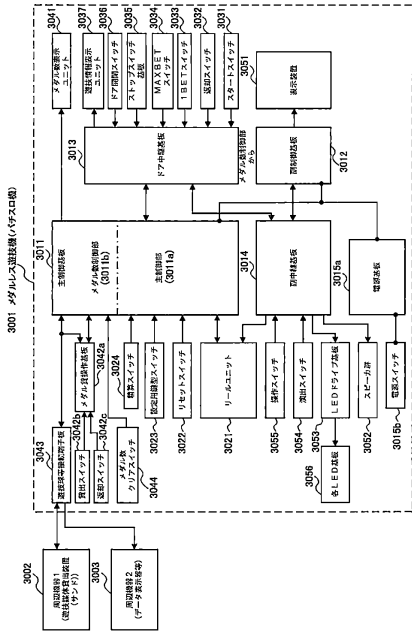 3001 メダルレス遊技機(パチスロ機)
3041
メダル数表示
ユニット
3037
遊技情報表示
ユニット
3036
ドア開閉スイッチ
3035
ストップスイッチ
基板
3034
MAXBET
スイッチ
3033
1BETスイッチ
3032
返却スイッチ
3031
スタートスイッチ
3051
表示装置
3013
ドア中継基板
メダル数制御部
から
副制御基板
3012
3011
主制御基板
メダル数制御部
(3011b)
主制御部
(3011a)
3014
副中継基板
3015a
電源基板
3042a
メダル貸操作基板
3024
精算スイッチ
3023
設定用鍵型スイッチ
3022
リセットスイッチ
3021
リールユニット
3055
操作スイッチ
3054
演出スイッチ
3053
LEDドライブ基板
3052
スピーカ群
3015b
電源スイッチ
3043
遊技球等接続端子板
3042b
貸出スイッチ
3042c
返却スイッチ
メダル数
クリアスイッチ
3044
3056
各LED基板
3002
周辺機器1
(遊技媒体貸出装置
(サンド))
3003
周辺機器2
(データ表示器等)